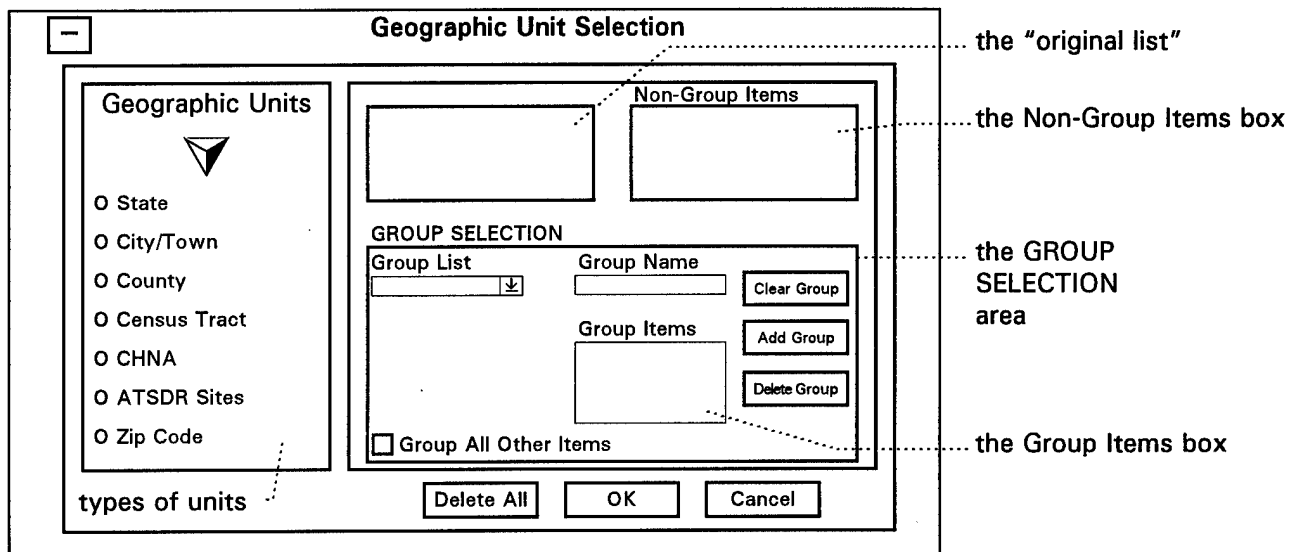 Geographic Unit Selection
the “original list”
Geographic Units
Non-Group Items
the Non-Group Items box
O State
O City/Town
O County
O Census Tract
O CHNA
O ATSDR Sites
O Zip Code
types of units
GROUP SELECTION
Group List
Group Name
Clear Group
Group Items
Add Group
Delete Group
Group All Other Items
the GROUP
SELECTION
area
the Group Items box
Delete All
OK
Cancel